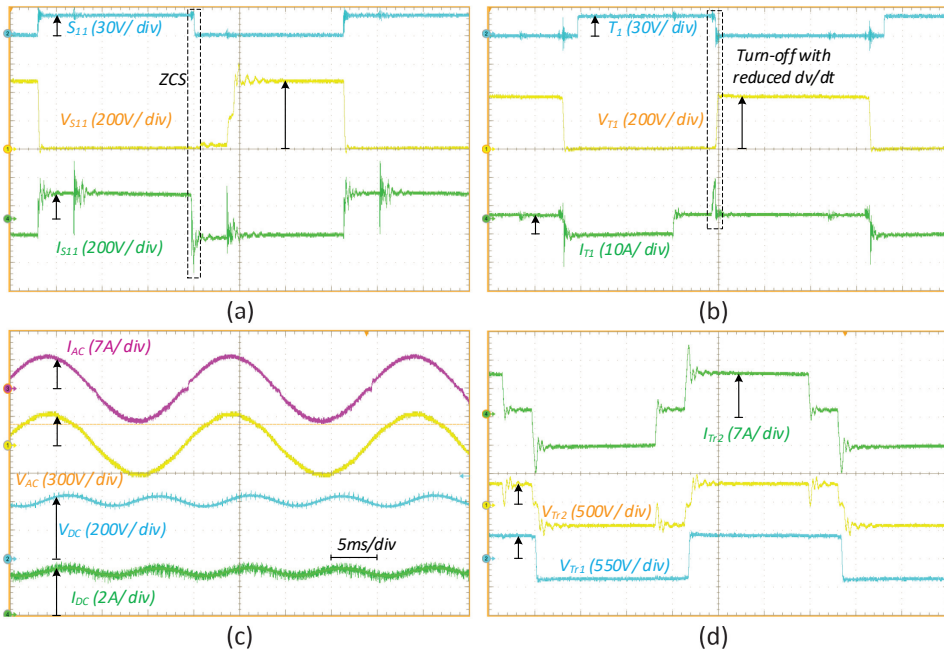 S11 (30V/ div)
ZCS
VS11 (200V/ div)
IS11 (200V/ div)
(a)
T1 (30V/ div)
Turn-off with
reduced dv/dt
VT1 (200V/ div)
IT1 (10A/ div)
(b)
IAC (7A/ div)
VAC (300V/ div)
VDC (200V/ div)
5ms/div
IDC (2A/ div)
(c)
ITr2 (7A/ div)
VTr2 (500V/ div)
VTr1 (550V/ div)
(d)